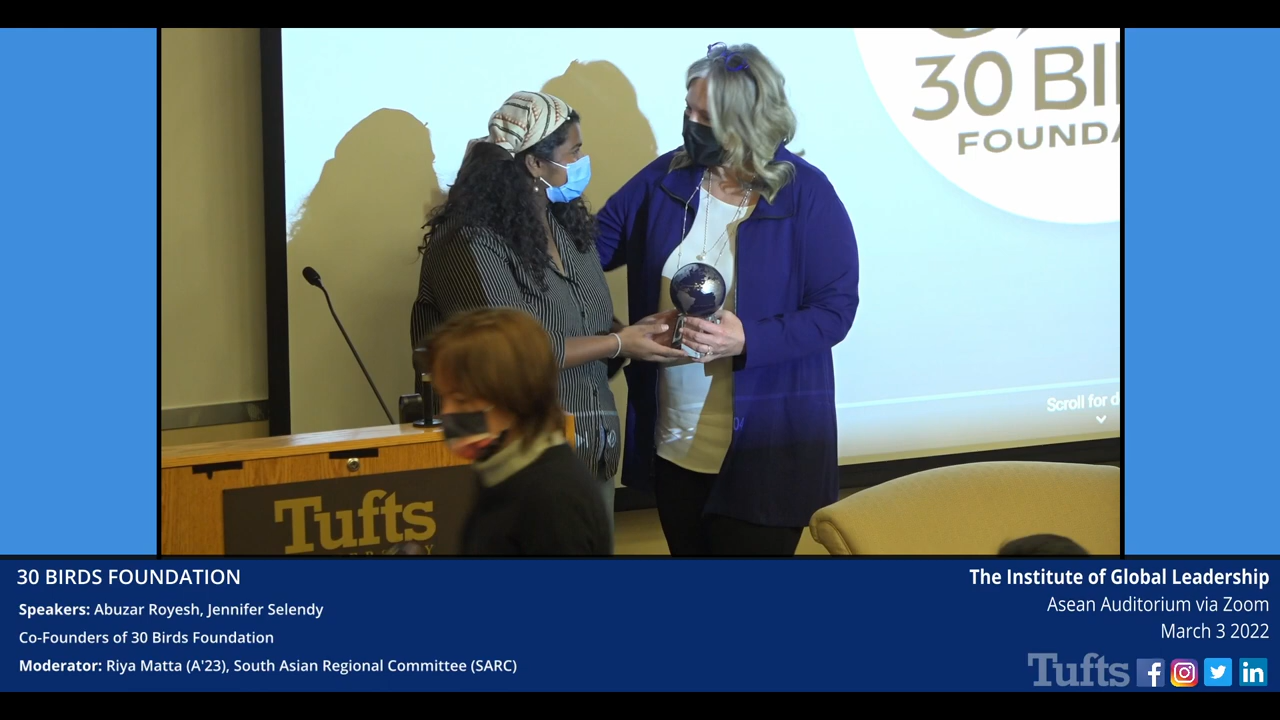 30 BI
FOUNDA
Scroll for d
Tufts
30 BIRDS FOUNDATION
Speakers: Abuzar Royesh, Jennifer Selendy
Co-Founders of 30 Birds Foundation
Moderator: Riya Matta (A'23), South Asian Regional Committee (SARC)
The Institute of Global Leadership
Asean Auditorium via Zoom
March 3 2022
Tufts